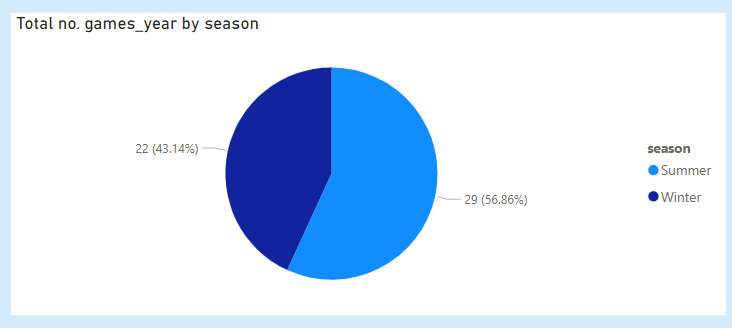 Total no. games_year by season
22 (43.14%)
29 (56.86%)
season
Summer
Winter